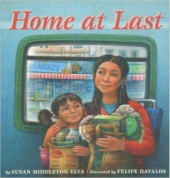 Home at Last
by SUSAN MIDDLETON ELYA Illustrated by FELIPE DAVALOS